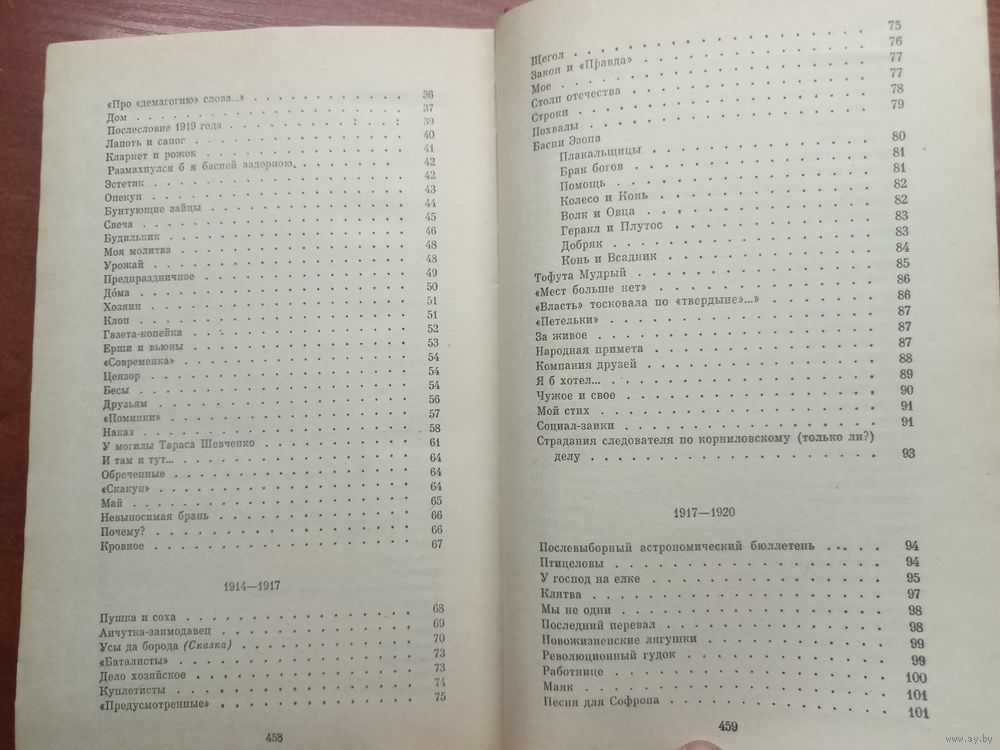 «Про «демагогию» слова...» 36
Дом 37
Послесловие 1919 года 39
Лапоть и сапог 40
Кларнет и рожок 41
Размахнулся б я басней задорною 42
Эстетик 42
Опекун 43
Бунтующие зайцы 44
Свеча 45
Будильник 46
Моя молитва 48
Урожай 48
Предпраздничное 49
До́ма 50
Хозяин 51
Клоп 51
Газета-копейка 52
Ерши и вьюны 53
«Современка» 54
Цензор 54
Бесы 54
Друзьям 56
«Поминки» 57
Наказ 58
У могилы Тараса Шевченко 61
И там и тут... 64
Обреченные 64
«Скакун» 64
Май 65
Невыносимая брань 66
Почему? 66
Кровное 67
1914—1917
Пушка и соха 68
Анчутка-заимодавец 69
Усы да борода (Сказка) 70
«Баталисты» 73
Дело хозяйское 73
Куплетисты 74
«Предусмотренные» 75
458
Щегол 75
Закон и «Правда» 76
Мое 77
Столп отечества 77
Строки 78
Похвалы 79
Басни Эзопа
Плакальщицы 80
Брак богов 81
Помощь 81
Колесо и Конь 82
Волк и Овца 82
Геракл и Плутос 83
Добряк 83
Конь и Всадник 84
Тофута Мудрый 85
«Мест больше нет» 86
«Власть» тосковала по «твердыне»...» 86
«Петельки» 87
За живое 87
Народная примета 87
Компания друзей 88
Я б хотел... 89
Чужое и свое 90
Мой стих 91
Социал-заики 91
Страдания следователя по корниловскому (только ли?)
делу 93
1917—1920
Послевыборный астрономический бюллетень 94
Птицеловы 94
У господ на елке 95
Клятва 97
Мы не одни 98
Последний перевал 98
Новожизненские лягушки 99
Революционный гудок 99
Работнице 100
Маяк 101
Песня для Софрона 101
459
www.ay.by